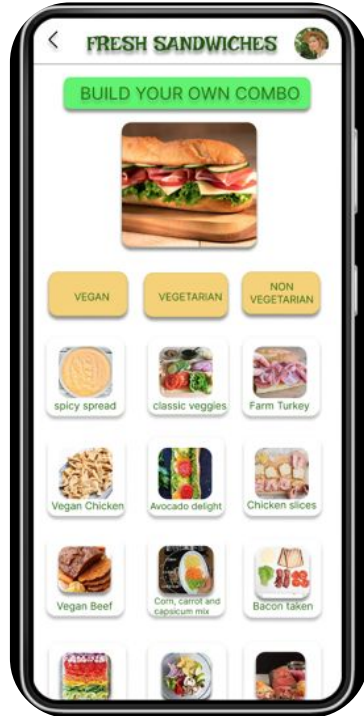 FRESH SANDWICHES
BUILD YOUR OWN COMBO
VEGAN
VEGETARIAN
NON
VEGETARIAN
spicy spread
classic veggies
Farm Turkey
Vegan Chicken
Avocado delight
Chicken slices
Vegan Beef
Corn, carrot and
capsicum mix
Bacon taken